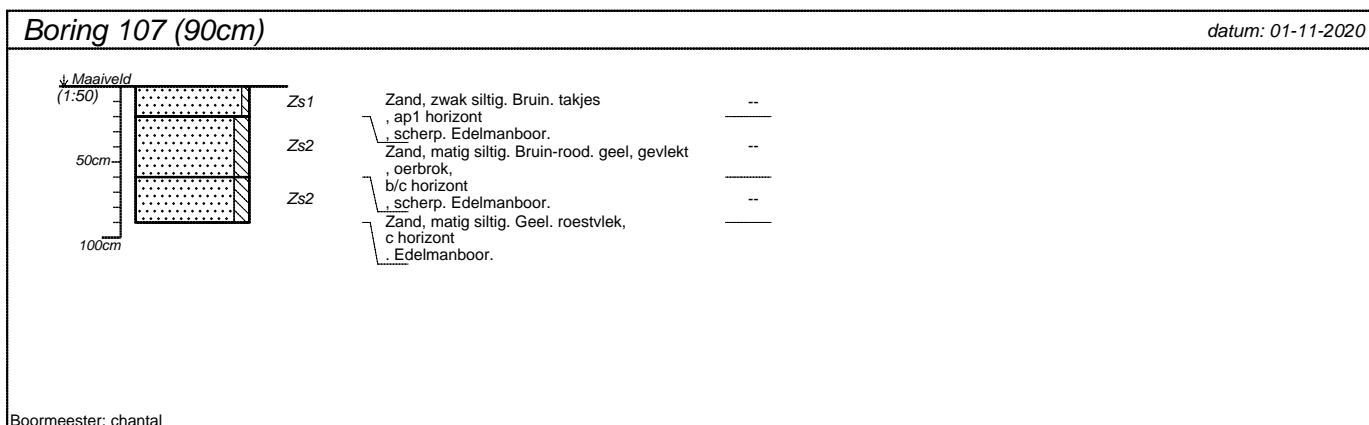 Boring 107 (90cm)
datum: 01-11-2020
Maaiveld
(1:50)
Zs1
Zand, zwak siltig. Bruin. takjes
, ap1 horizont
, scherp. Edelmanboor.
--
50cm
Zs2
Zand, matig siltig. Bruin-rood. geel, gevlekt
, oerbrok,
b/c horizont
, scherp. Edelmanboor.
--
Zs2
Zand, matig siltig. Geel. roestvlek,
c horizont
. Edelmanboor.
--
100cm
Boormeester: chantal